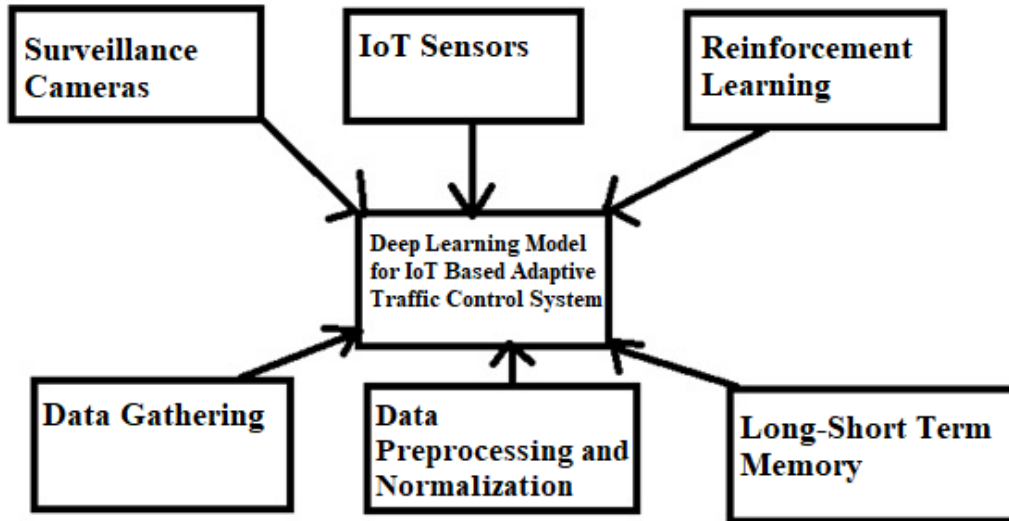 Surveillance
Cameras
IoT Sensors
Reinforcement
Learning
Deep Learning Model
for IoT Based Adaptive
Traffic Control System
Data Gathering
Data
Preprocessing and
Normalization
Long-Short Term
Memory